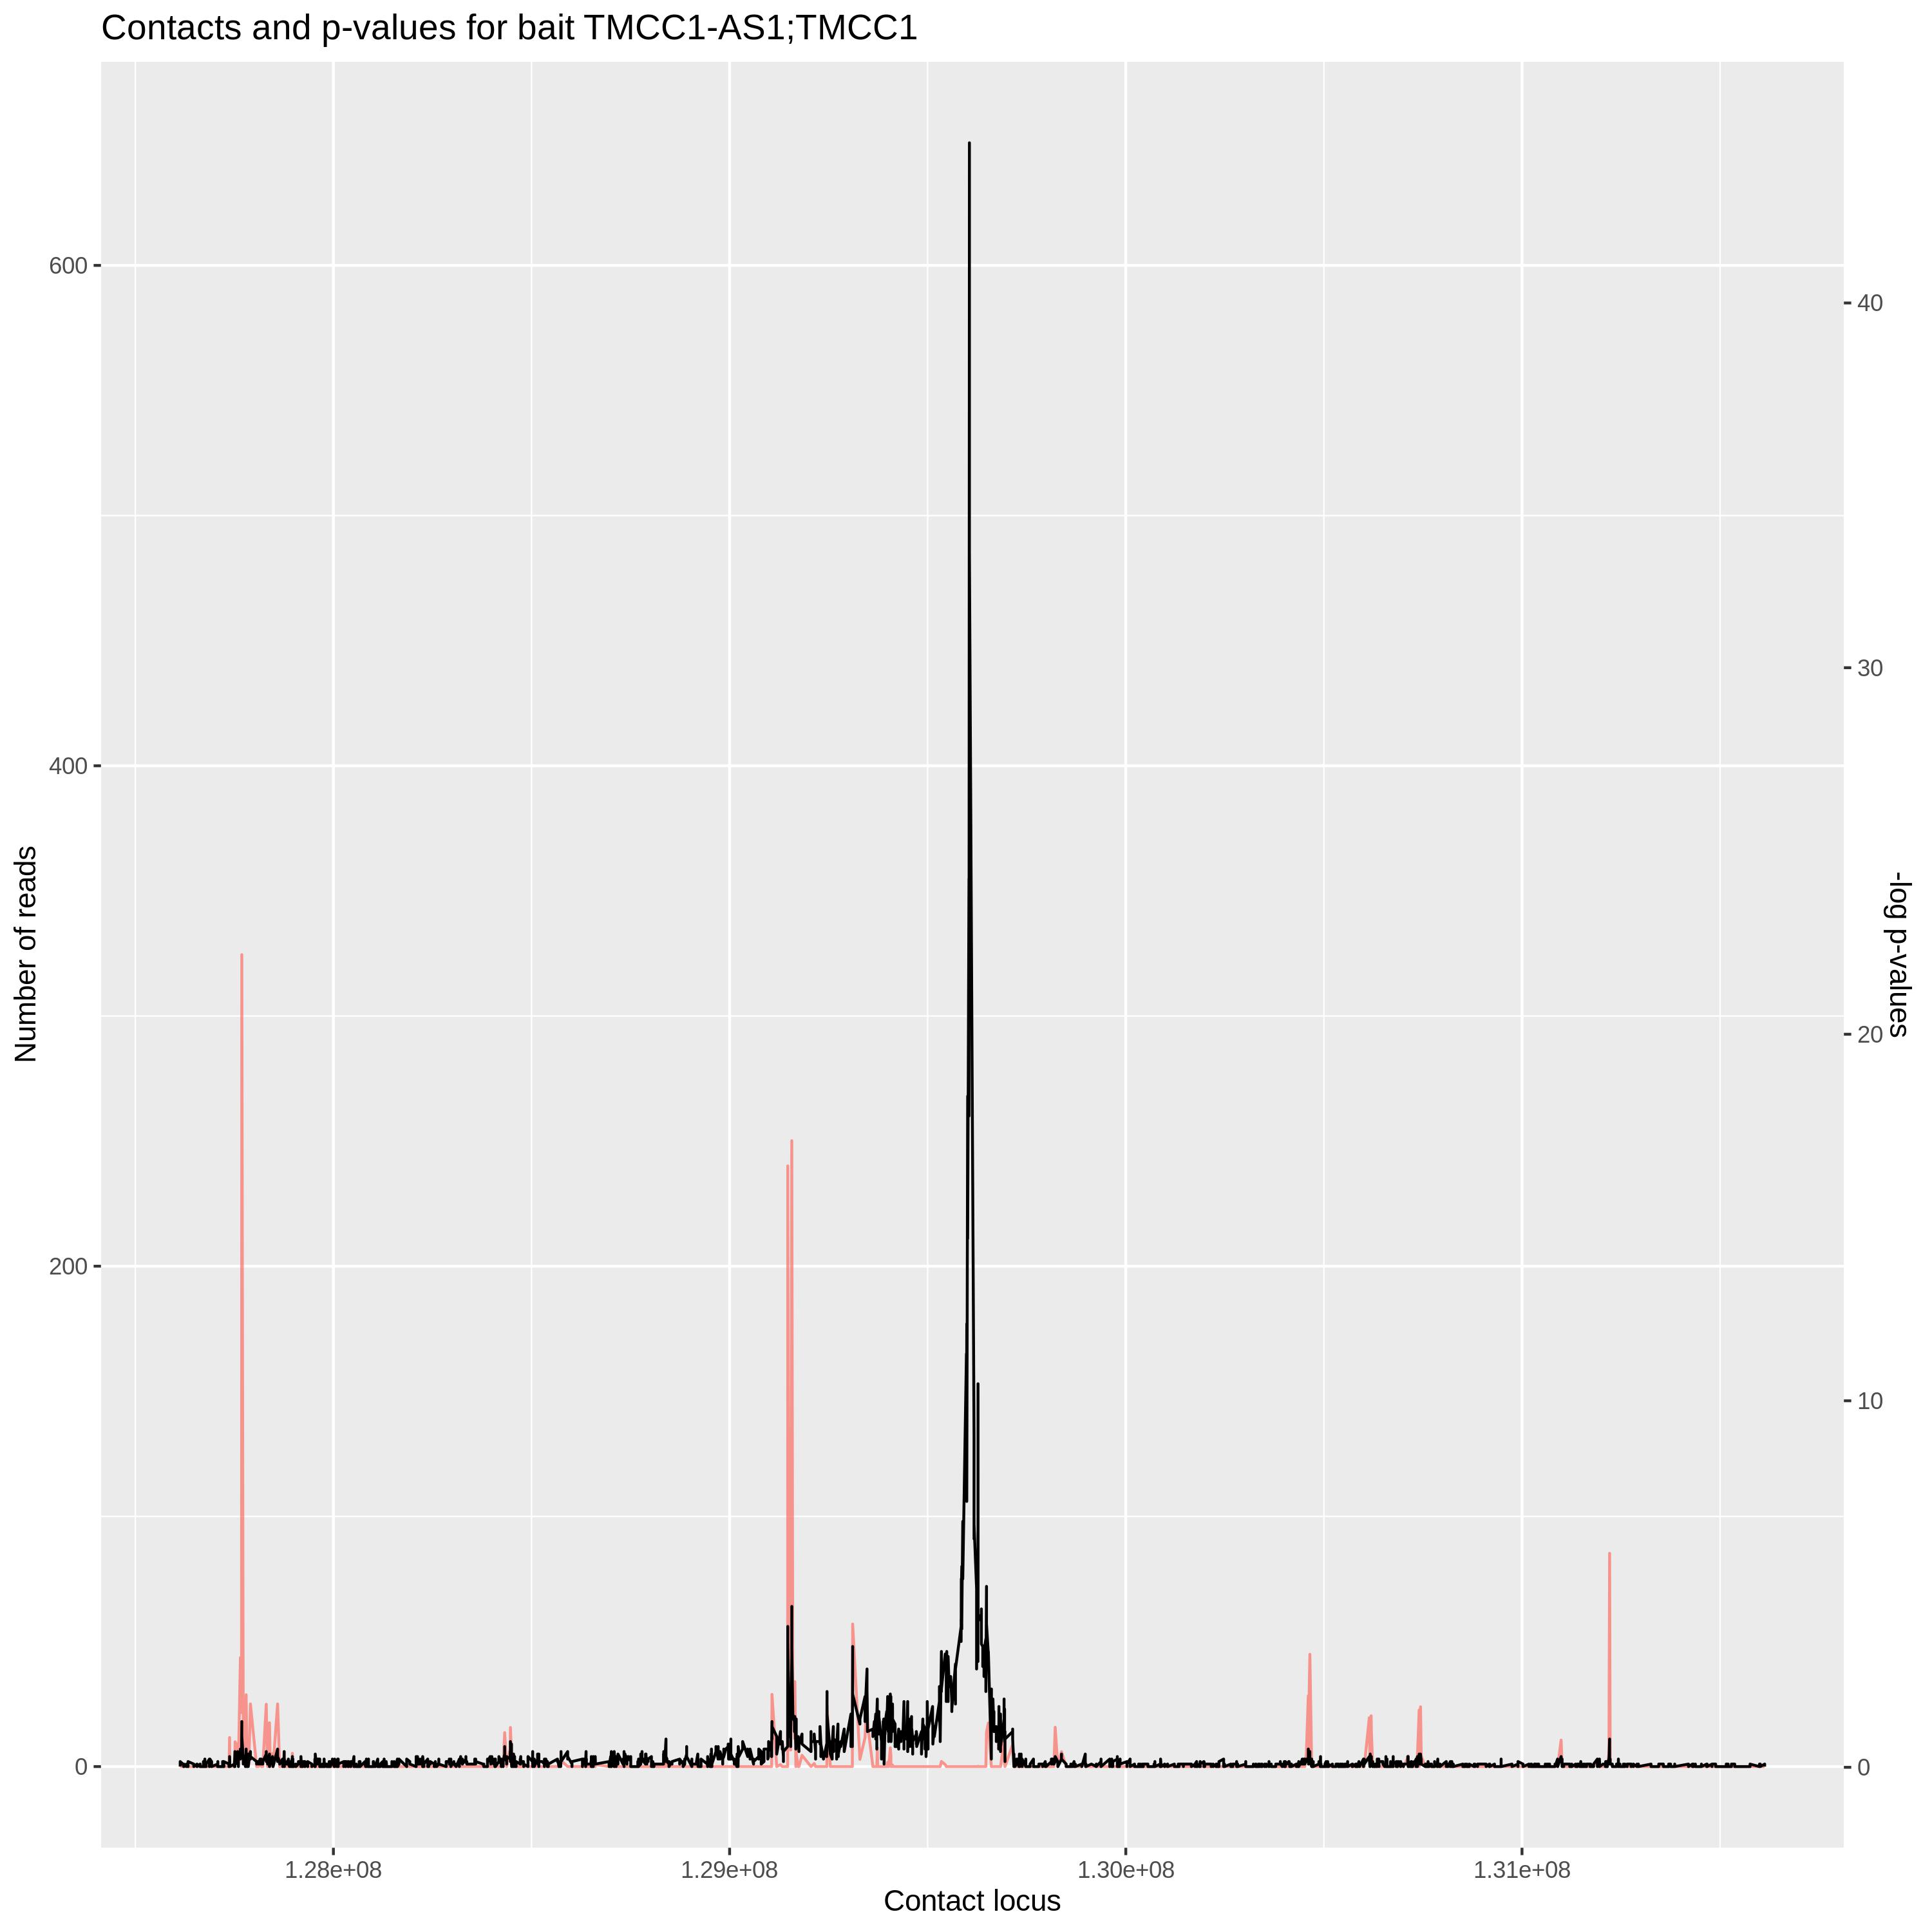 Contacts and p-values for bait TMCC1-AS1;TMCC1
Number of reads
600
400
200
0
40
30
20
10
0
-log p-values
1.28e+08
1.29e+08
1.30e+08
1.31e+08
Contact locus